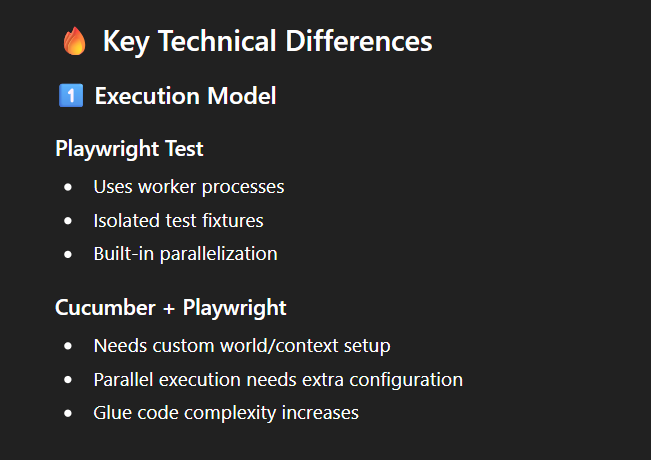 🔥 Key Technical Differences
1️⃣ Execution Model
Playwright Test
• Uses worker processes
• Isolated test fixtures
• Built-in parallelization
Cucumber + Playwright
• Needs custom world/context setup
• Parallel execution needs extra configuration
• Glue code complexity increases